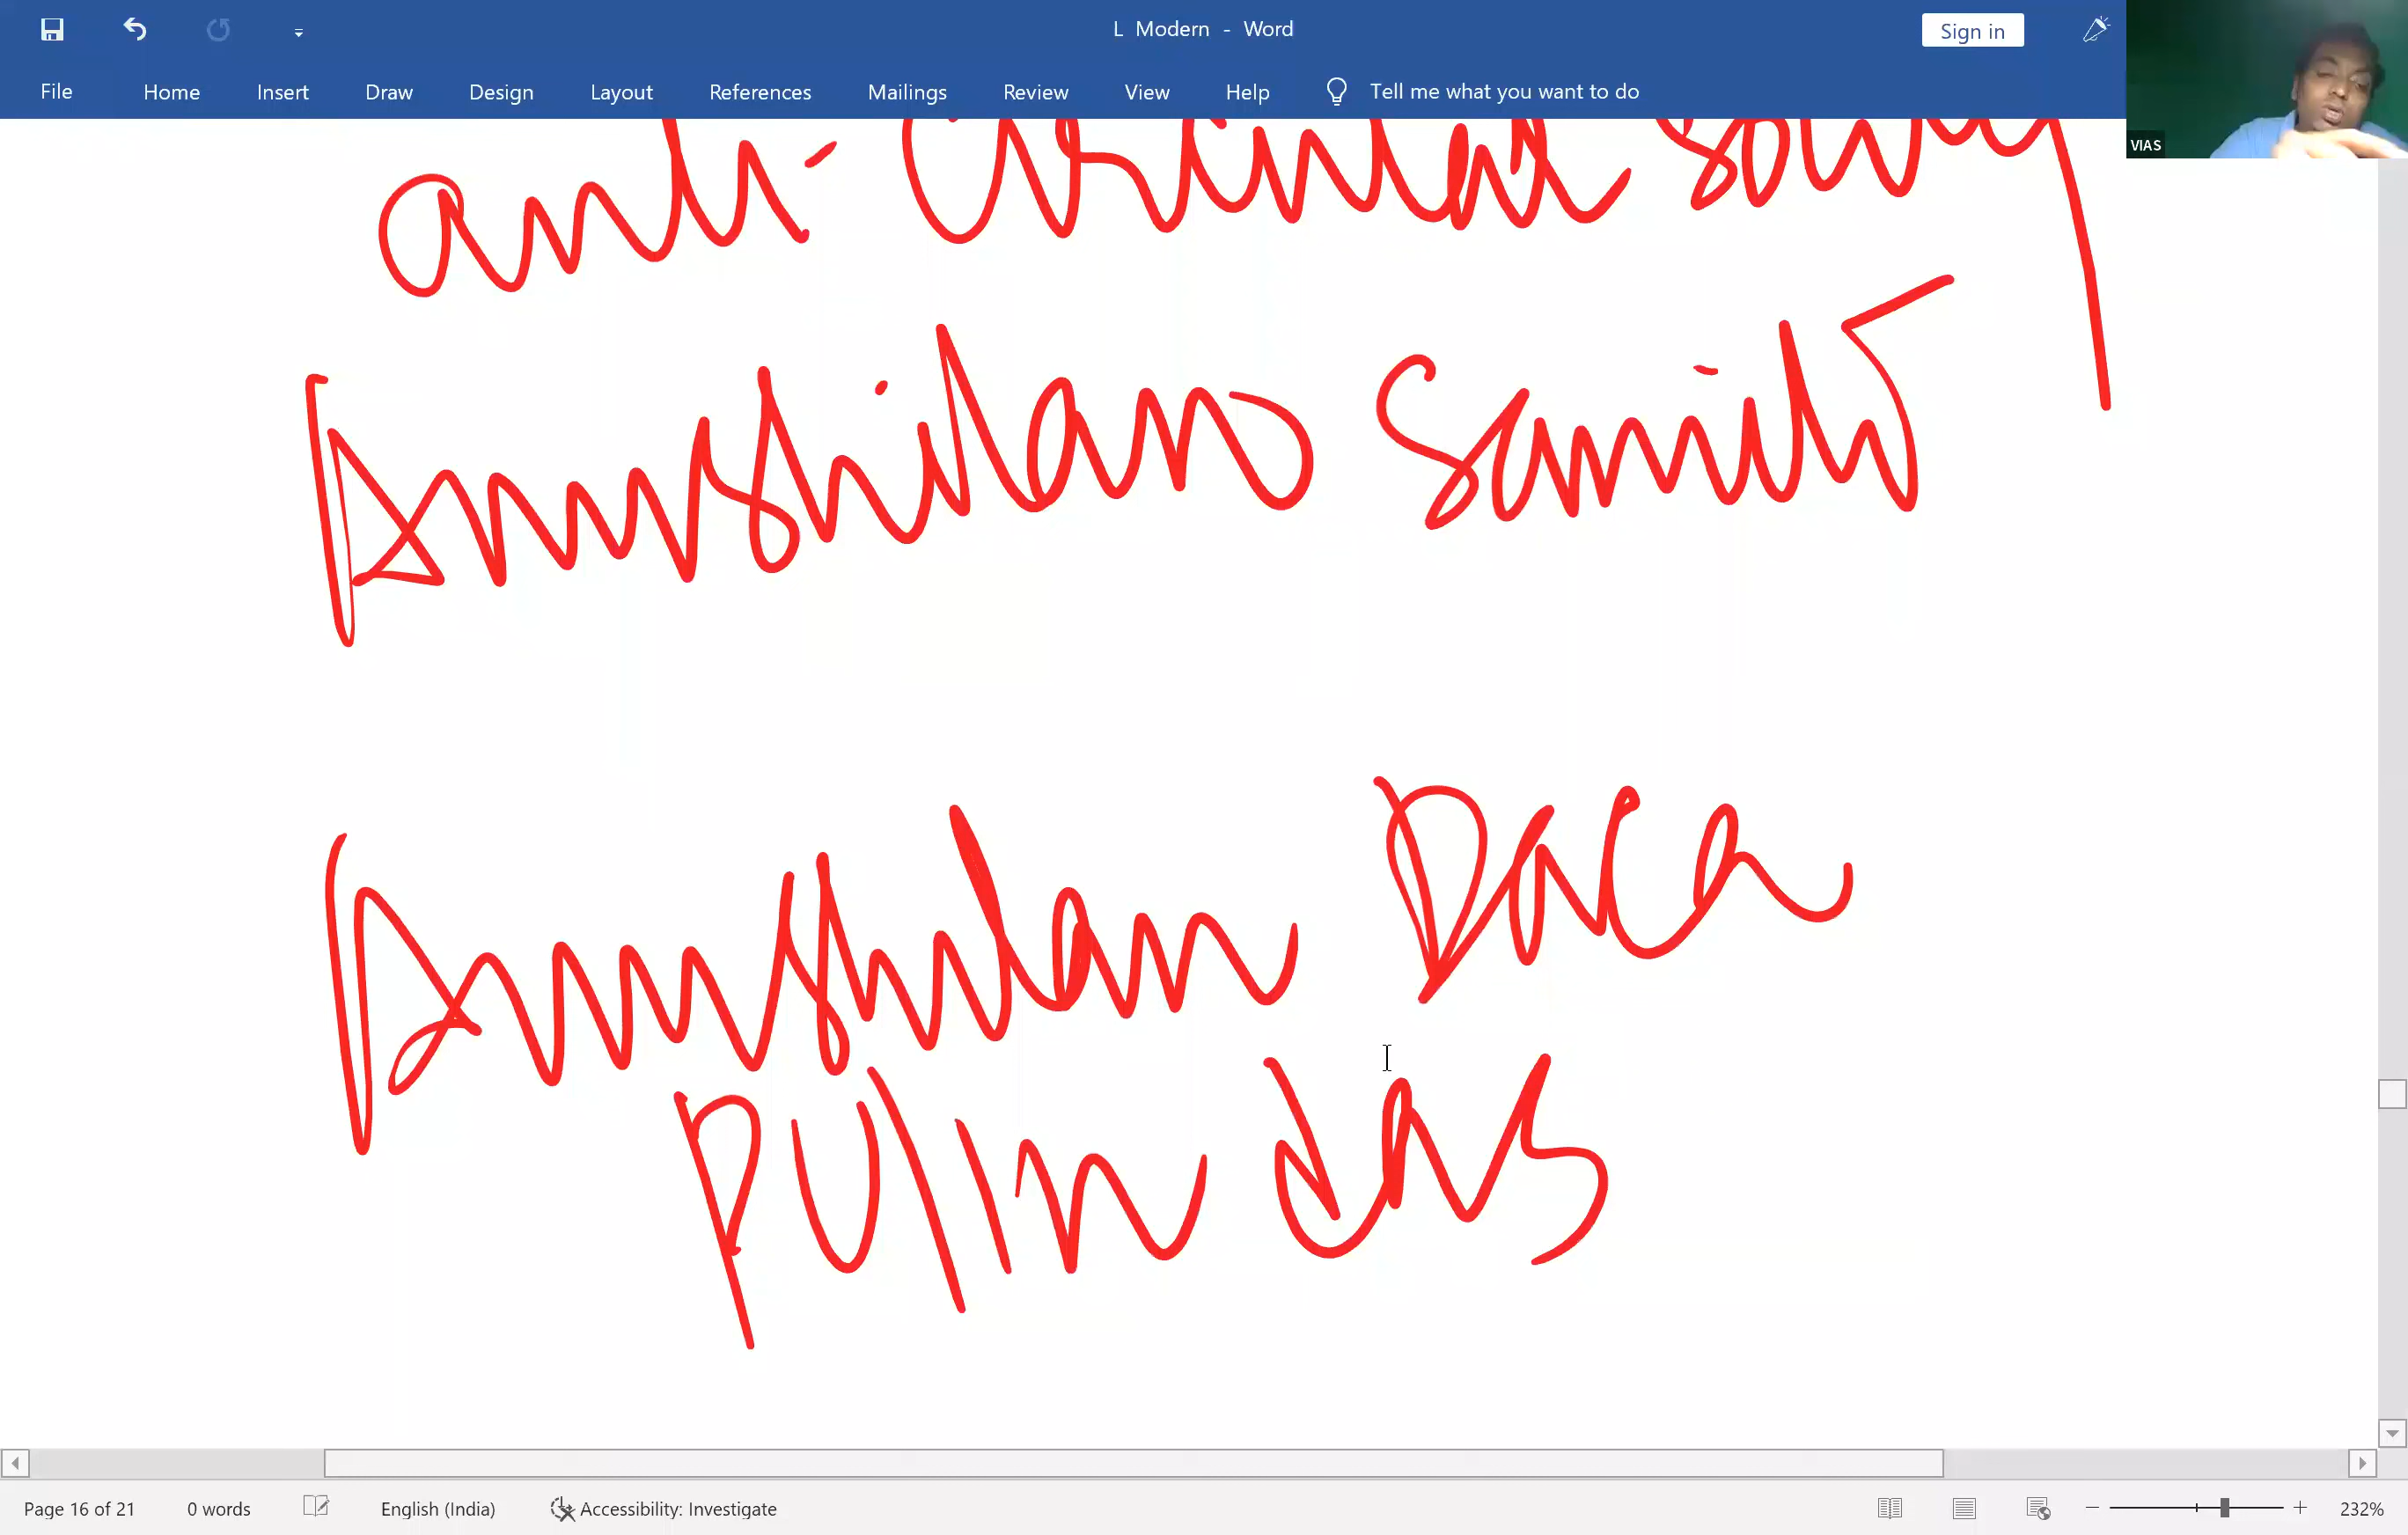 L Modern - Word
Sign in
File Home Insert Draw Design Layout References Mailings Review View Help Tell me what you want to do
VIAS
anti-circular society
Anushilan Samiti
Anushilan Daca
Pulin das
Page 16 of 21 0 words English (India) Accessibility: Investigate 232%